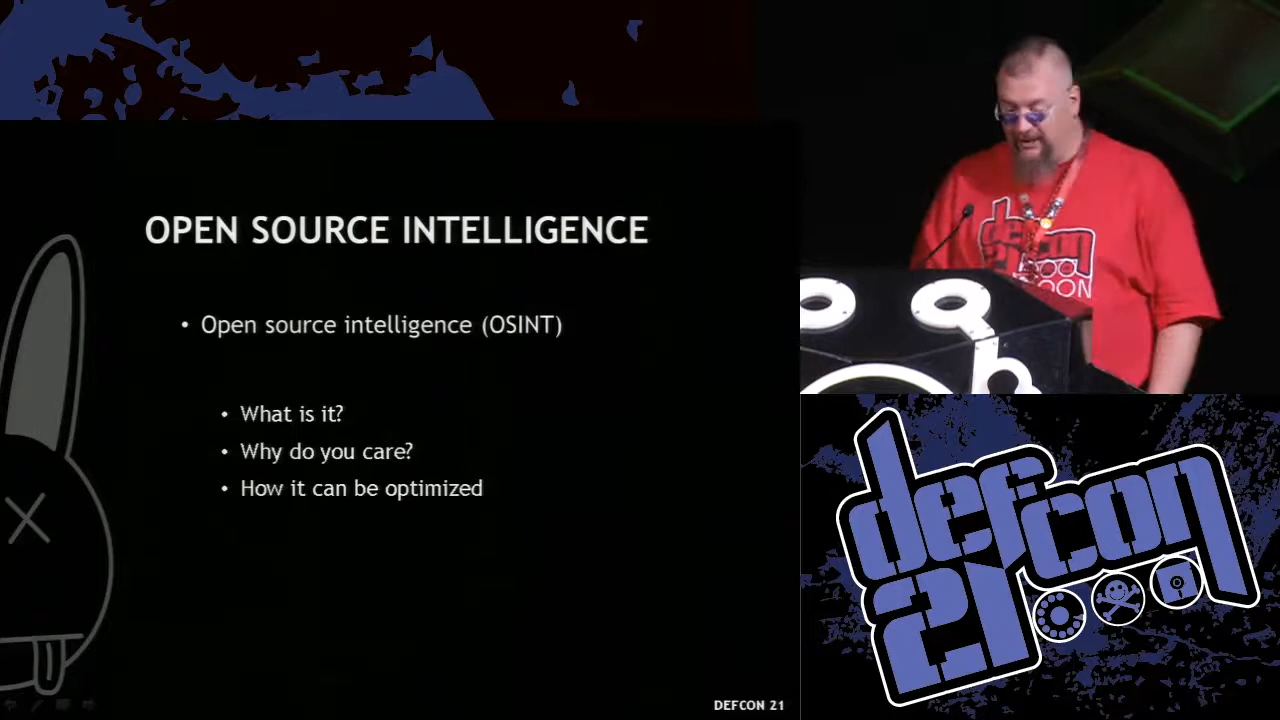 OPEN SOURCE INTELLIGENCE
• Open source intelligence (OSINT)
• What is it?
• Why do you care?
• How it can be optimized
DEFCON 21
defcon
defcon
21